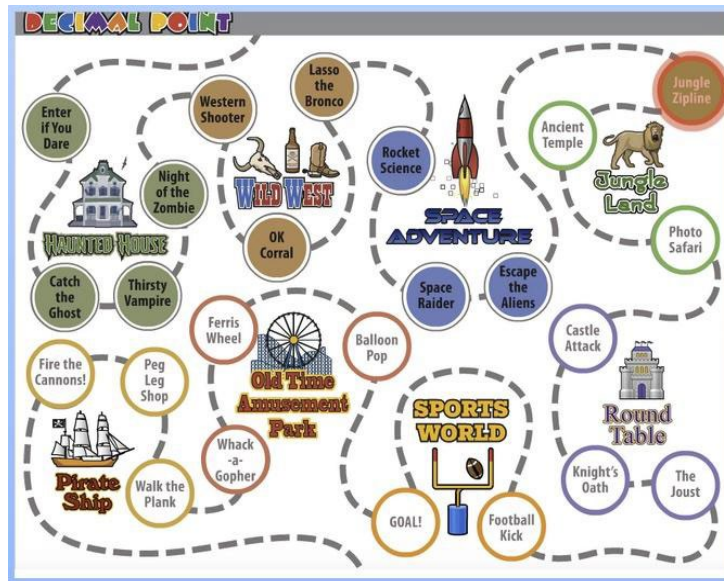 DECIMAL POINT
Enter
if You
Dare
Night
of the
Zombie
HAUNTED HOUSE
Catch
the
Ghost
Thirsty
Vampire
Western
Shooter
Lasso
the
Bronco
WILD WEST
OK
Corral
Rocket
Science
SPACE
ADVENTURE
Space
Raider
Escape
the
Aliens
Jungle
Zipline
Ancient
Temple
Jungle
Land
Photo
Safari
Fire the
Cannons!
Peg
Leg
Shop
Pirate
Ship
Walk the
Plank
Ferris
Wheel
Balloon
Pop
Old Time
Amusement
Park
Whack
-a-
Gopher
SPORTS
WORLD
GOAL!
Football
Kick
Castle
Attack
Round
Table
Knight's
Oath
The
Joust